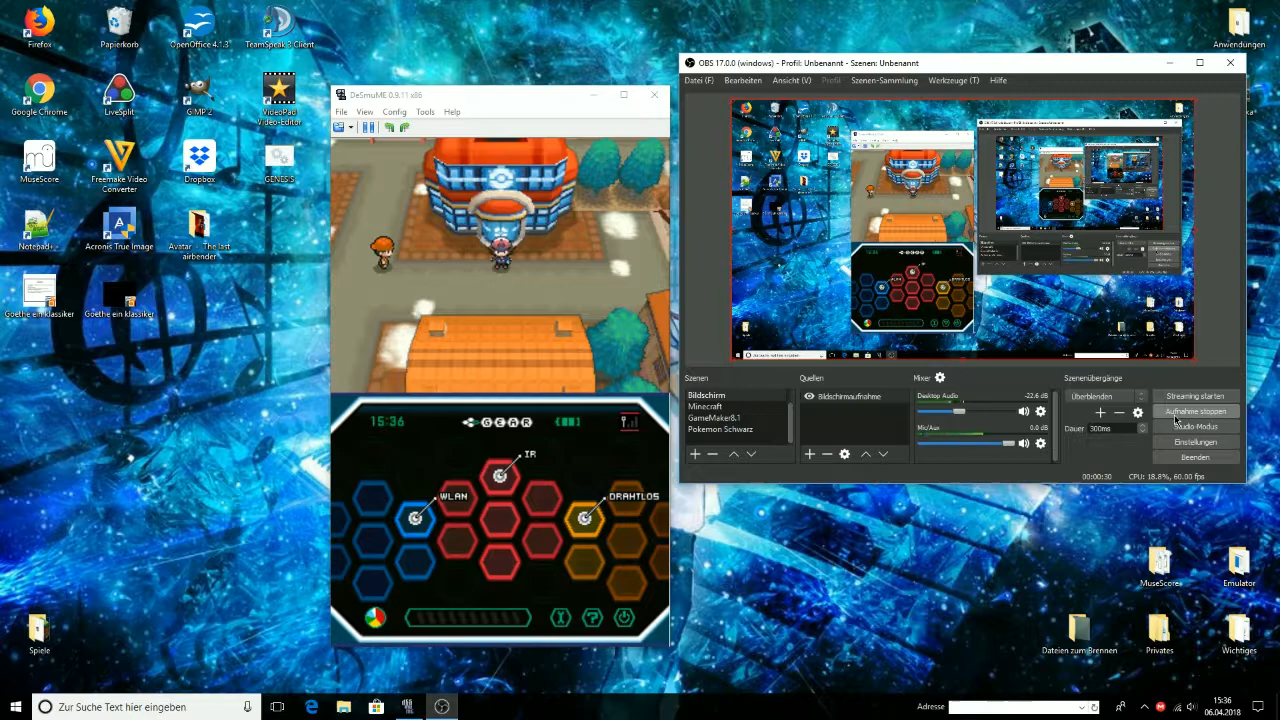 Firefox
Papierkorb
OpenOffice 4.1.3
TeamSpeak 3 Client
Google Chrome
LiveSplit
GIMP 2
VideoPad
Video-Editor
MuseScore
Freemake Video
Converter
Dropbox
GENESIS
Notepad++
Acronis True Image
Avatar - The last
airbender
Goethe ein klassiker
Goethe ein klassiker
Spiele
DeSmuME 0.9.11 x86
File View Config Tools Help
15:36
GEAR
IR
WLAN
DRAHTLOS
OBS 17.0.0 (windows) - Profil: Unbenannt - Szenen: Unbenannt
Datei (F) Bearbeiten Ansicht (V) Profil Szenen-Sammlung Werkzeuge (T) Hilfe
Szenen
Bildschirm
Minecraft
GameMaker8.1
Pokemon Schwarz
Quellen
Bildschirmaufnahme
Mixer
Desktop Audio -22.6 dB
Mic/Aux 0.0 dB
Szenenübergänge
Überblenden
Dauer 300ms
Streaming starten
Aufnahme stoppen
Einstellungen
Beenden
00:00:30 CPU: 18.8%, 60.00 fps
Anwendungen
MuseScore
Emulator
Dateien zum Brennen
Privates
Wichtiges
Zur Suche Text hier eingeben
Adresse
15:36
06.04.2018